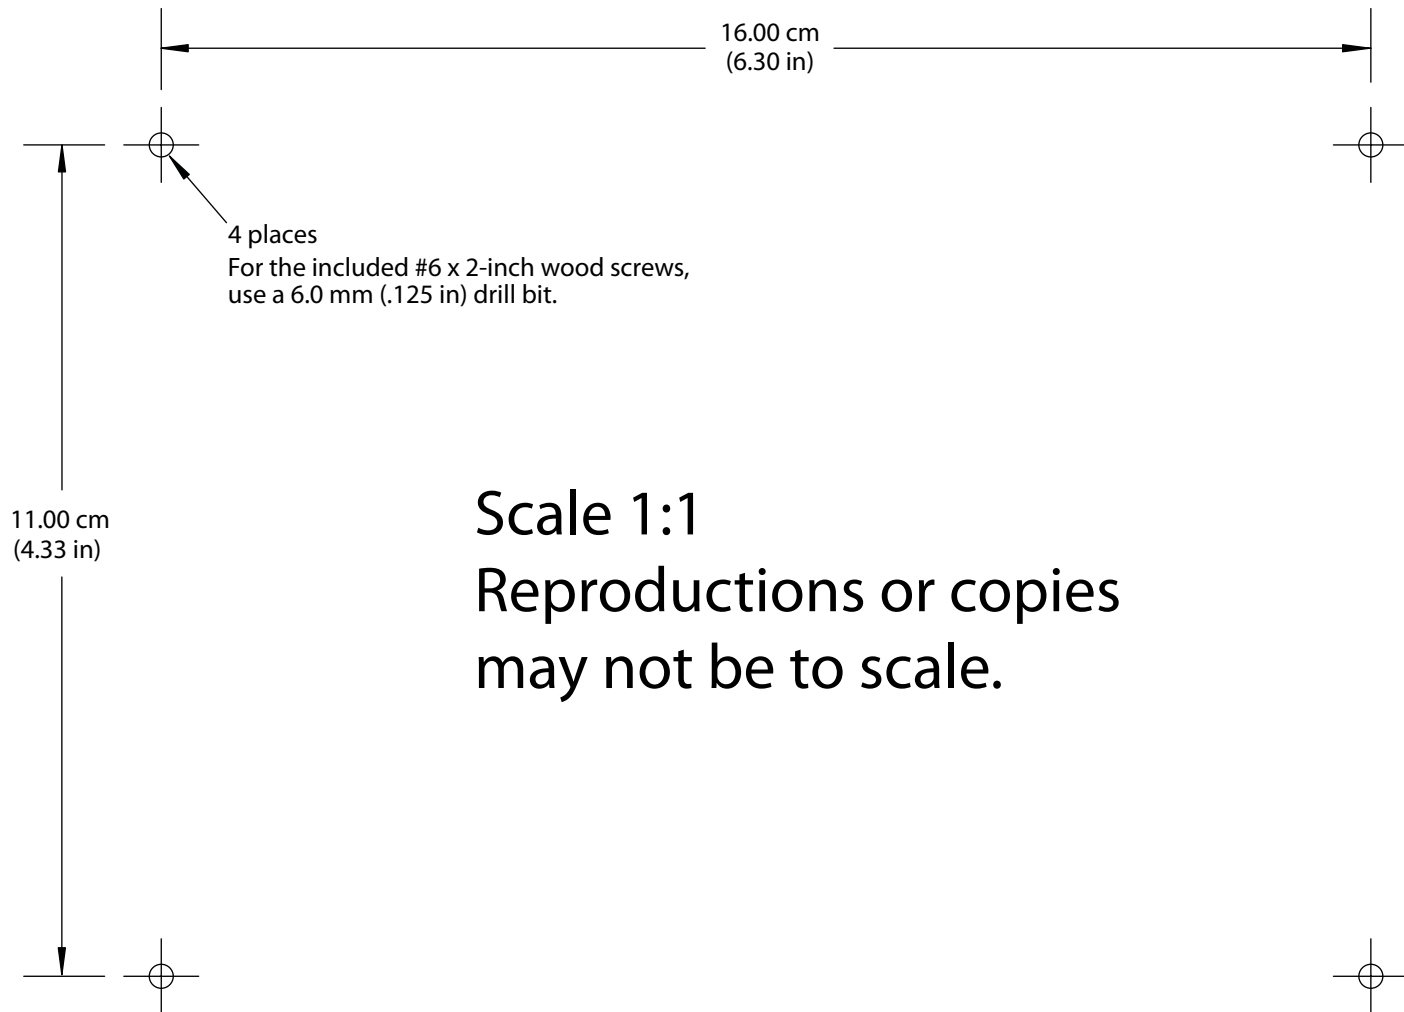 16.00 cm
(6.30 in)
4 places
For the included #6 x 2-inch wood screws,
use a 6.0 mm (.125 in) drill bit.
11.00 cm
(4.33 in)
Scale 1:1
Reproductions or copies
may not be to scale.